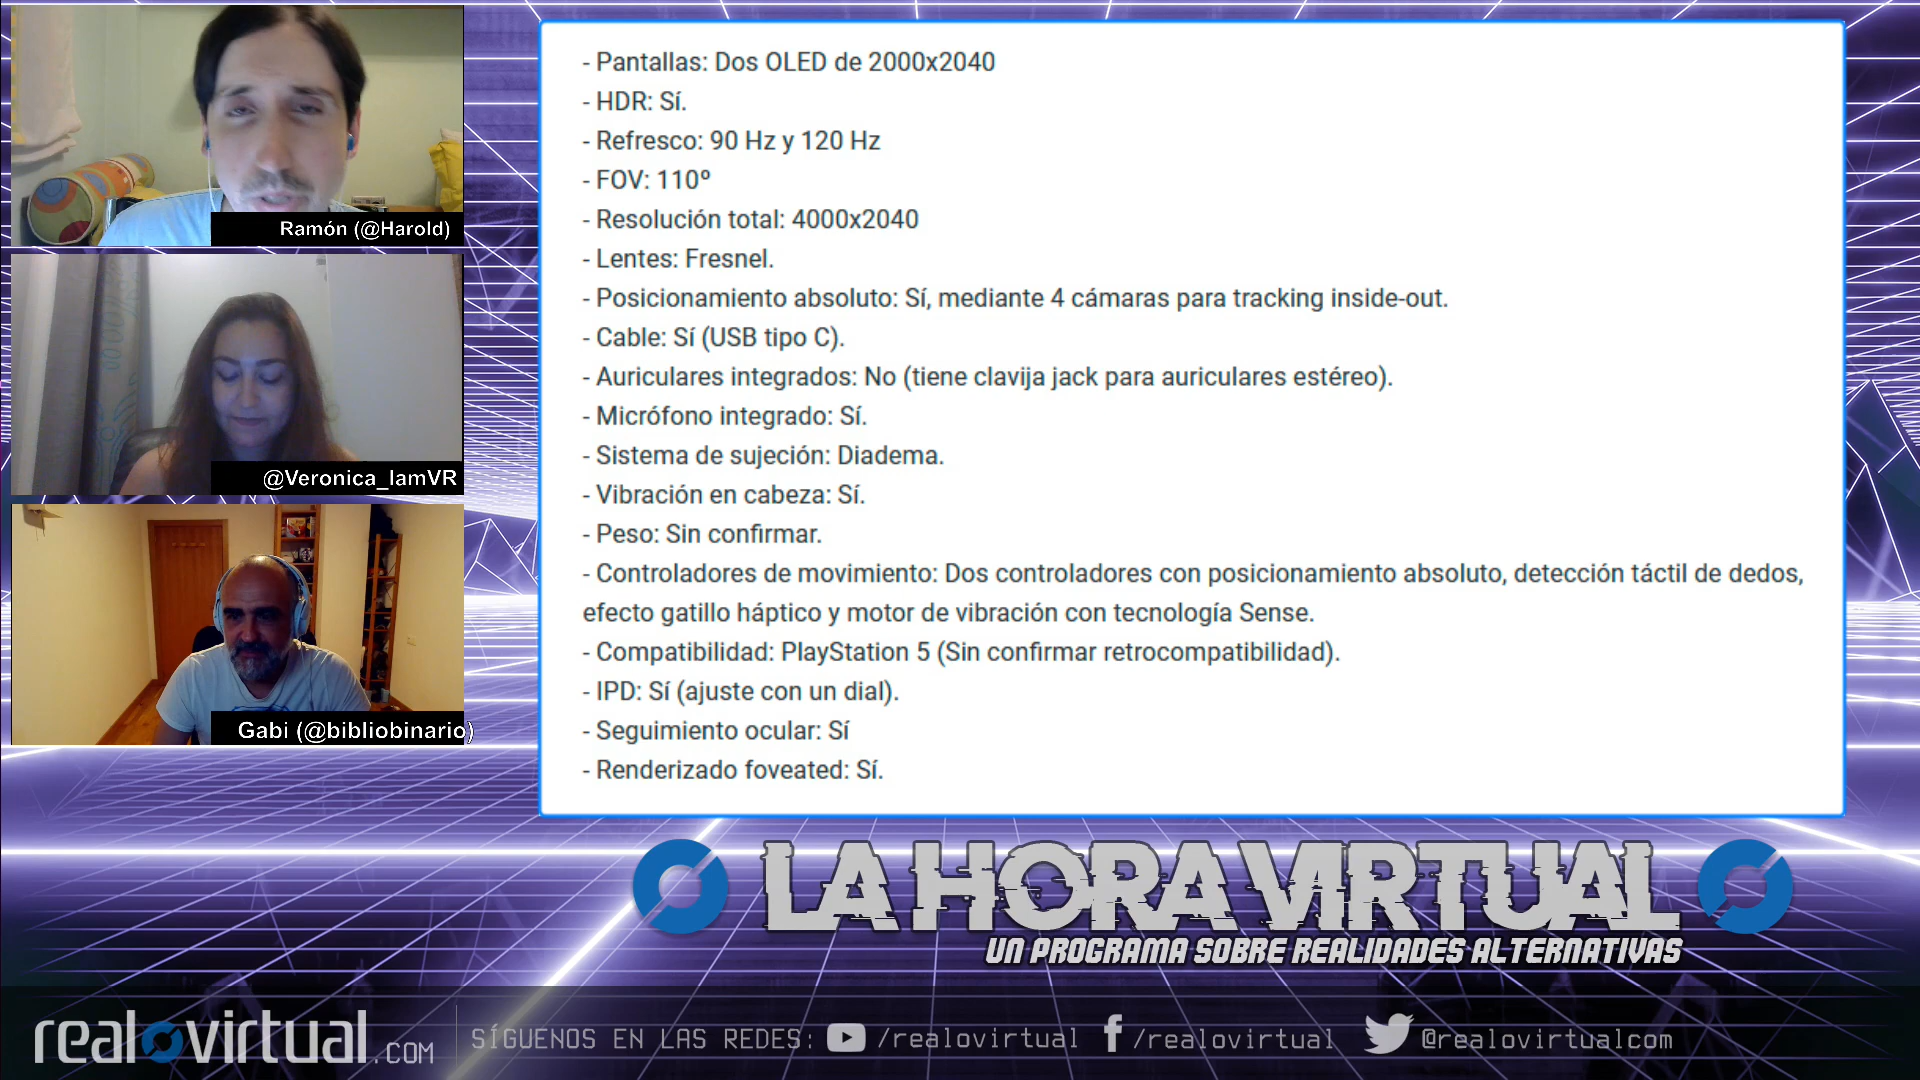 Ramón (@Harold)
@Veronica_IamVR
Gabi (@bibliobinario)
- Pantallas: Dos OLED de 2000x2040
- HDR: Sí.
- Refresco: 90 Hz y 120 Hz
- FOV: 110º
- Resolución total: 4000x2040
- Lentes: Fresnel.
- Posicionamiento absoluto: Sí, mediante 4 cámaras para tracking inside-out.
- Cable: Sí (USB tipo C).
- Auriculares integrados: No (tiene clavija jack para auriculares estéreo).
- Micrófono integrado: Sí.
- Sistema de sujeción: Diadema.
- Vibración en cabeza: Sí.
- Peso: Sin confirmar.
- Controladores de movimiento: Dos controladores con posicionamiento absoluto, detección táctil de dedos,
efecto gatillo háptico y motor de vibración con tecnología Sense.
- Compatibilidad: PlayStation 5 (Sin confirmar retrocompatibilidad).
- IPD: Sí (ajuste con un dial).
- Seguimiento ocular: Sí
- Renderizado foveated: Sí.
LA HORA VIRTUAL
UN PROGRAMA SOBRE REALIDADES ALTERNATIVAS
realovirtual.COM
SÍGUENOS EN LAS REDES: /realovirtual /realovirtual @realovirtualcom